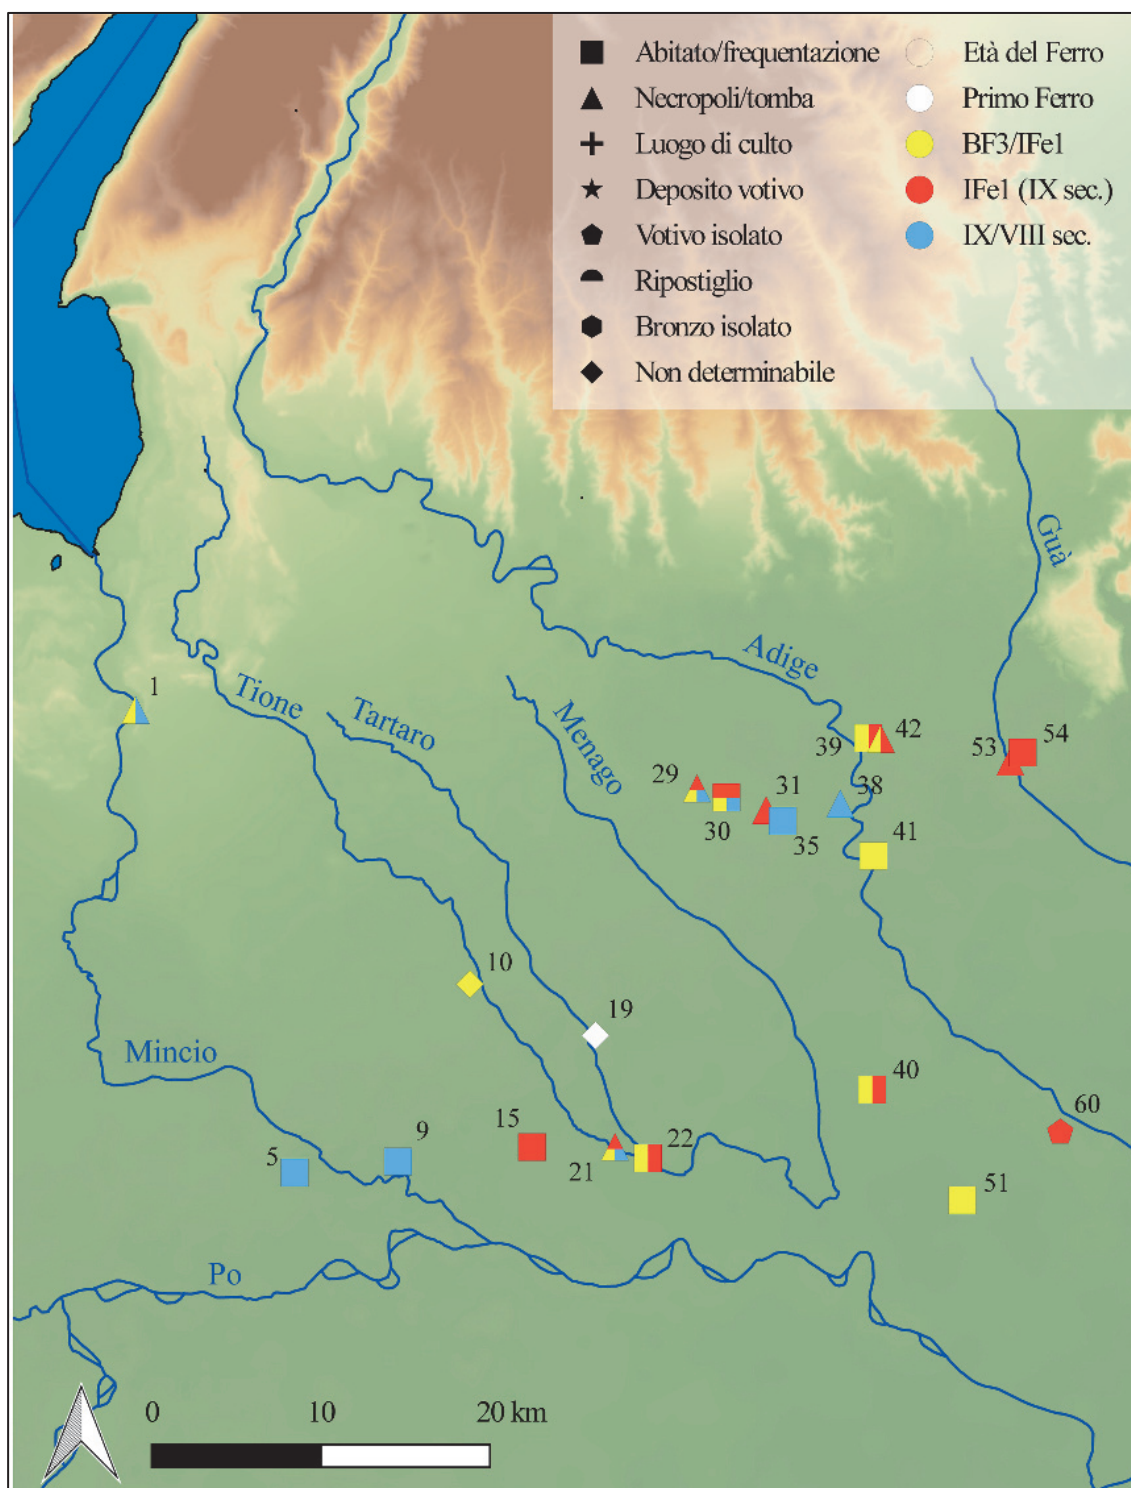 Abitato/frequentazione
Necropoli/tomba
Luogo di culto
Deposito votivo
Votivo isolato
Ripostiglio
Bronzo isolato
Non determinabile
Età del Ferro
Primo Ferro
BF3/IFe1
IFe1 (IX sec.)
IX/VIII sec.
Guà
Adige
1
Tione
Tartaro
Menago
39
42
53
54
29
30
31
35
38
41
10
19
Mincio
40
60
15
9
5
21
22
51
Po
0
10
20 km